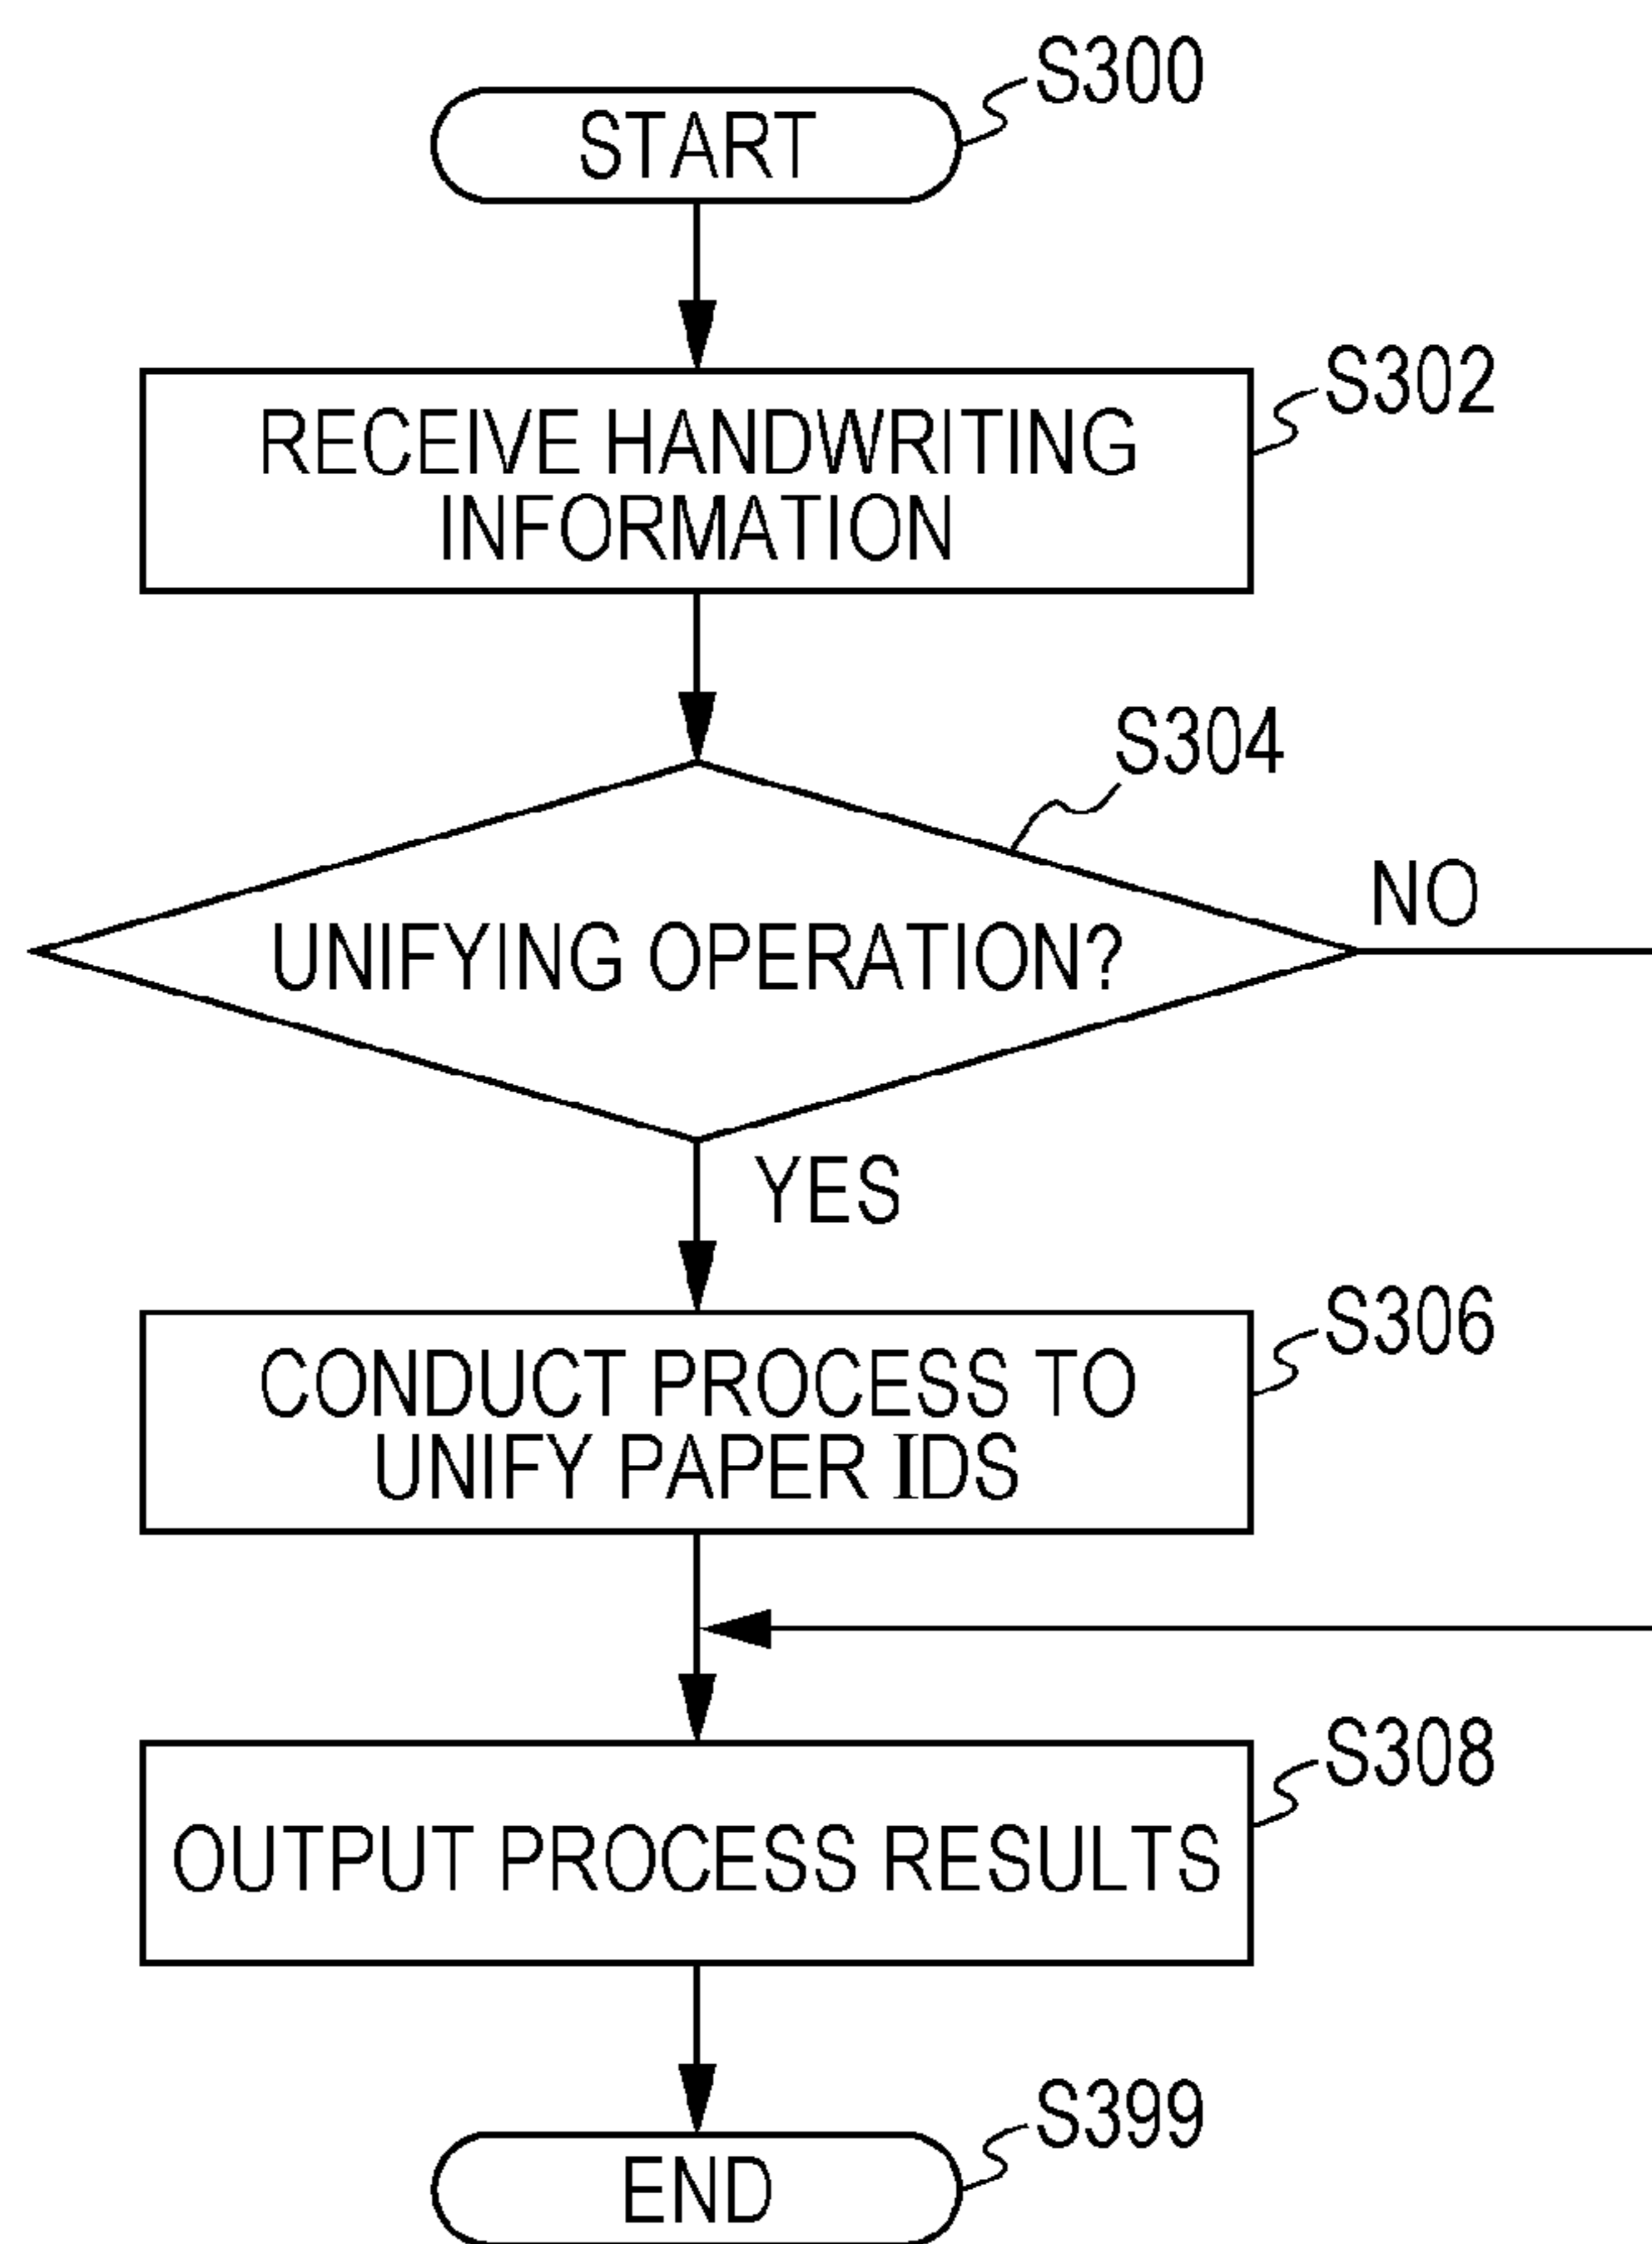 S300
START
S302
RECEIVE HANDWRITING
INFORMATION
S304
NO
UNIFYING OPERATION?
YES
S306
CONDUCT PROCESS TO
UNIFY PAPER IDS
S308
OUTPUT PROCESS RESULTS
S399
END